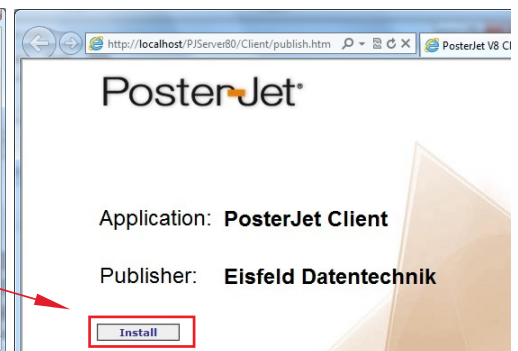 http://localhost/PJServer80/Client/publish.htm
PosterJet V8 Cl
PosterJet
Application: PosterJet Client
Publisher: Eisfeld Datentechnik
Install